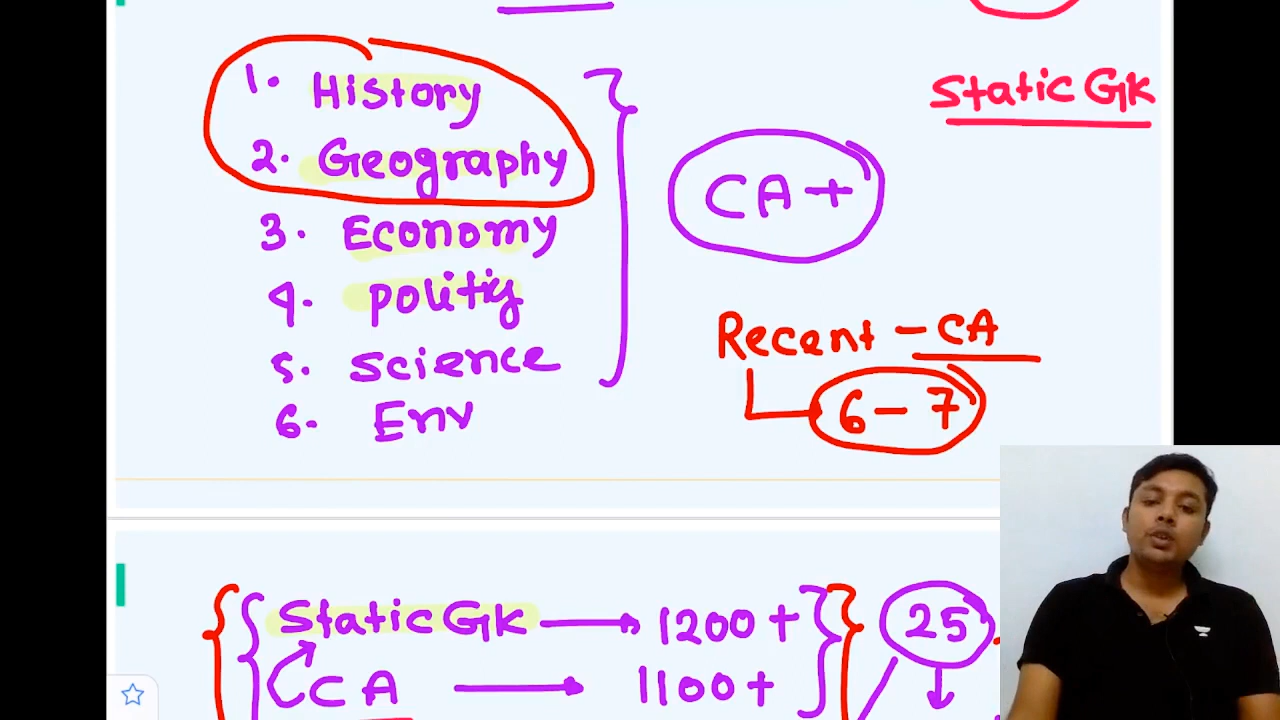 1. History
2. Geography
3. Economy
4. Politiy
5. Science
6. Env
CA +
Static GK
Recent - CA
6 - 7
Static GK 1200 +
CA 1100 +
25